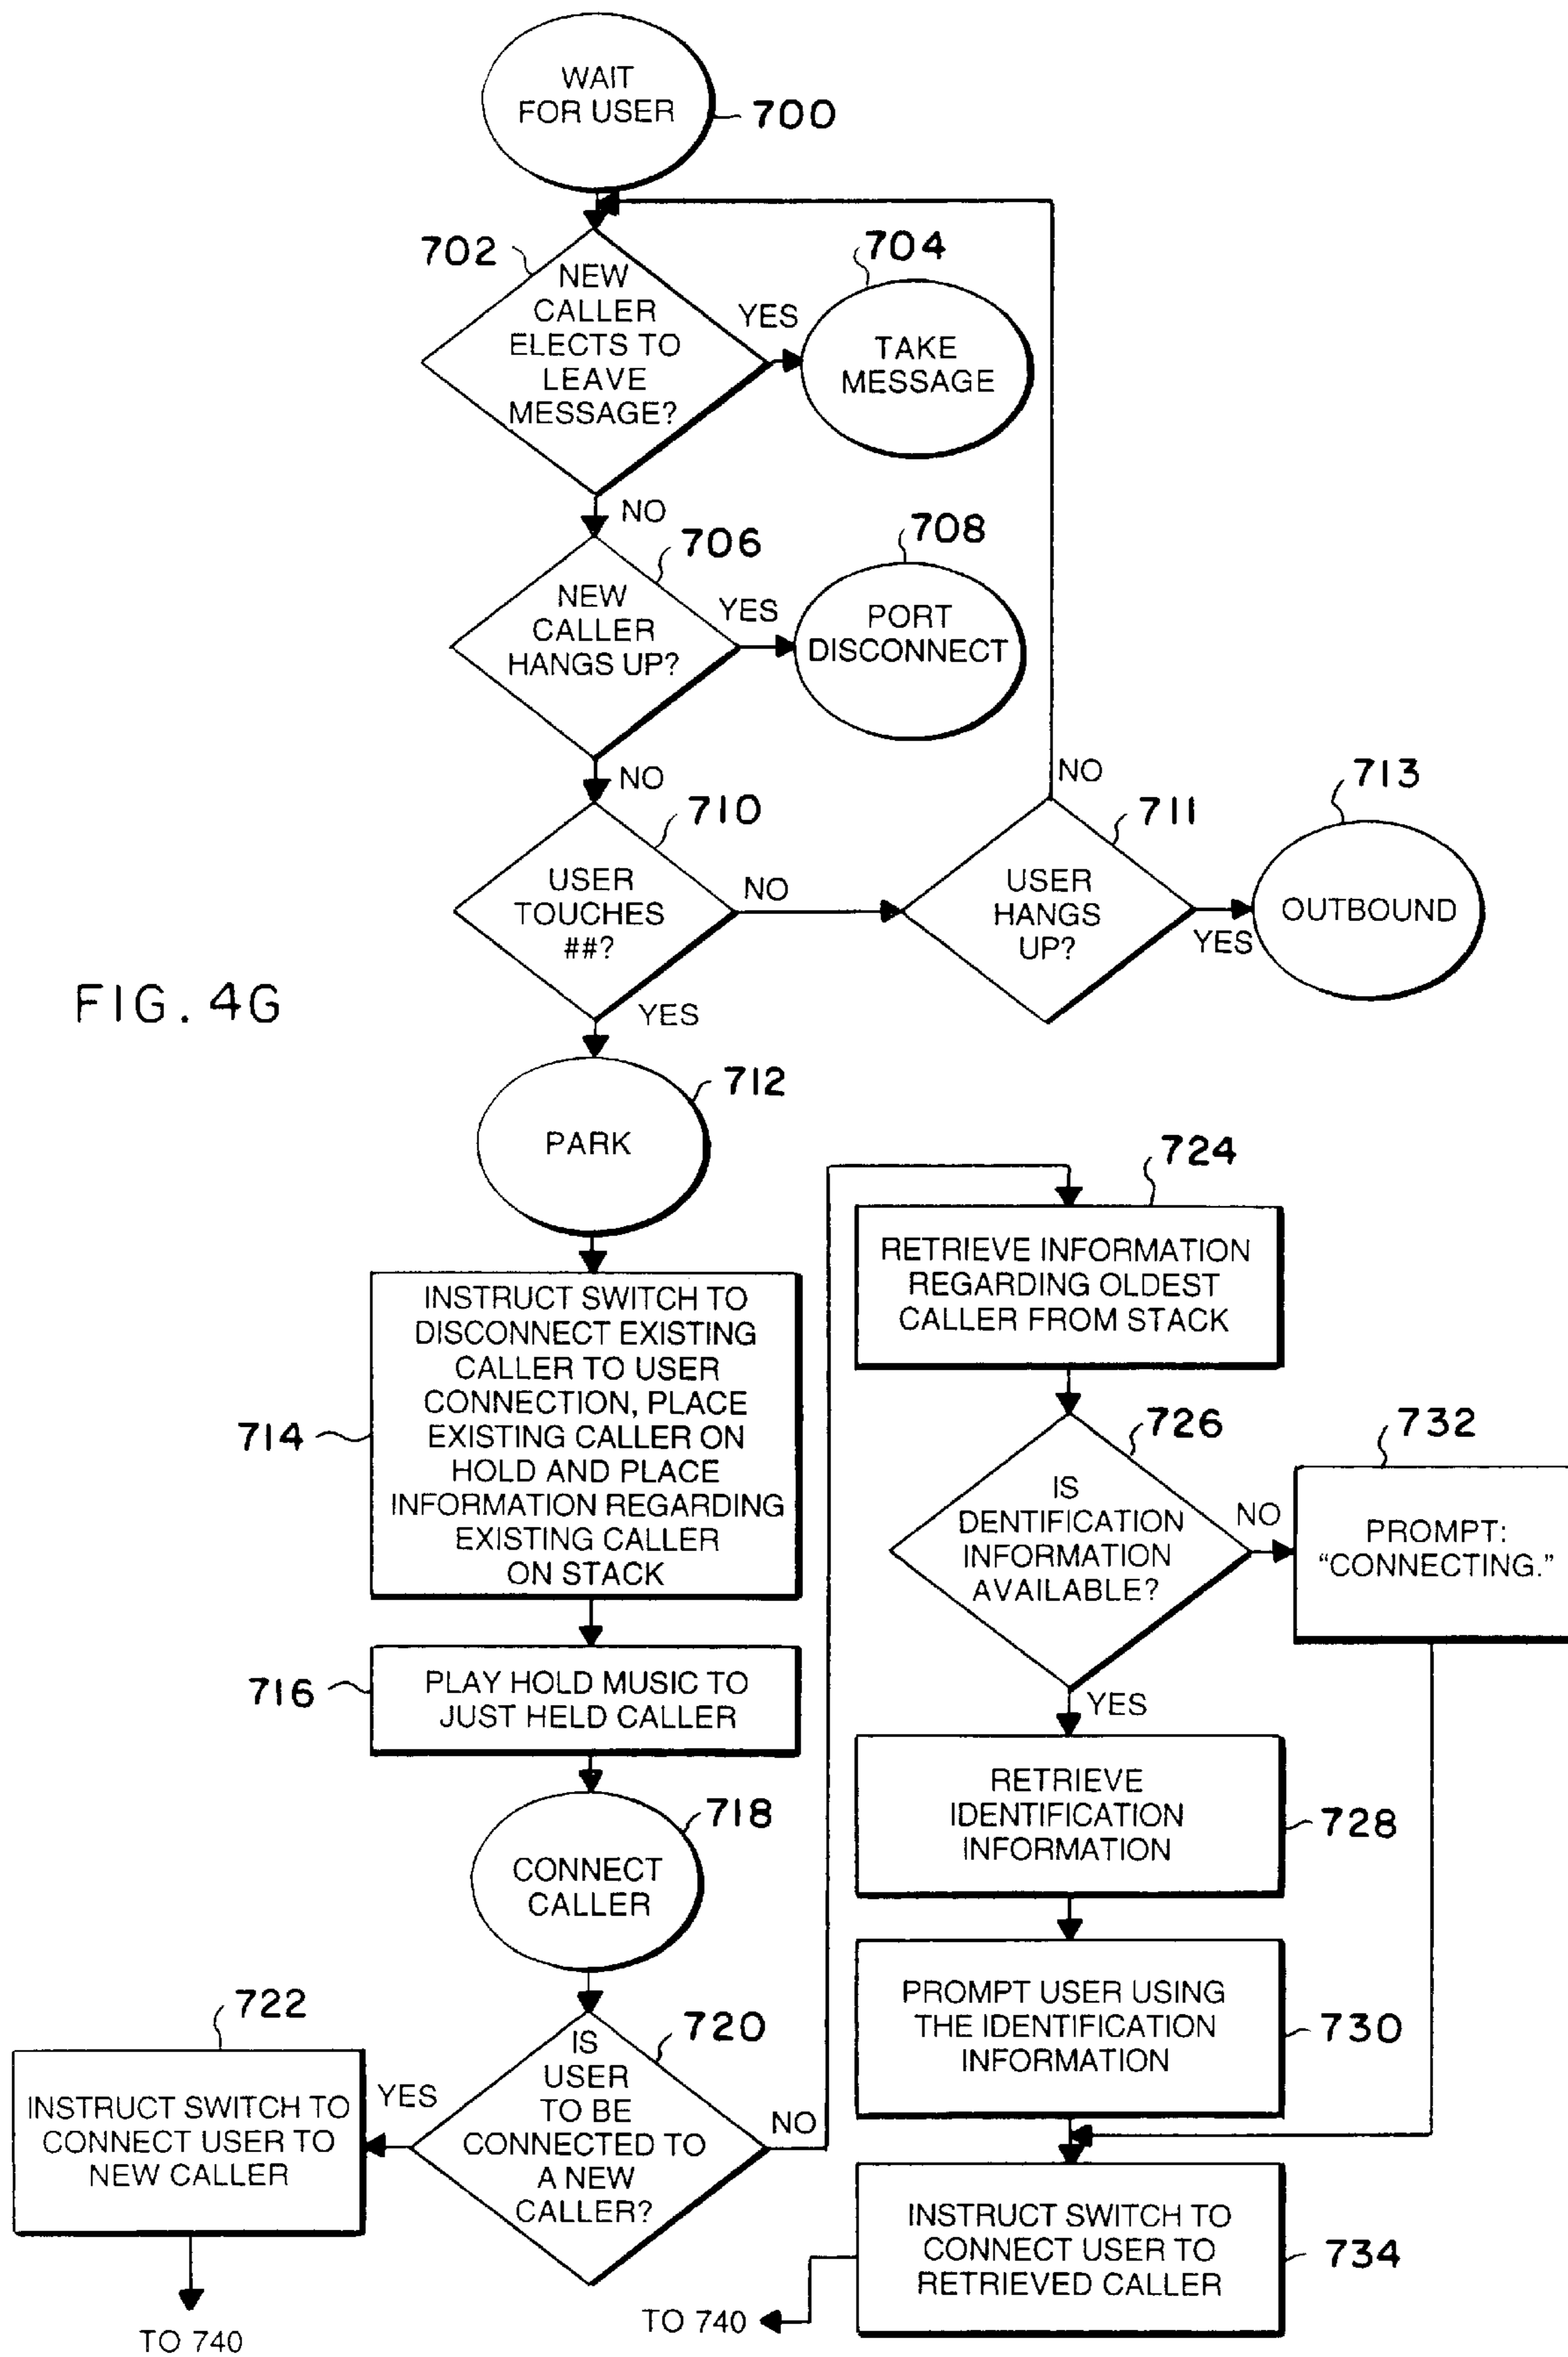 WAIT
FOR USER
700
702
NEW
CALLER
ELECTS TO
LEAVE
MESSAGE?
YES
704
TAKE
MESSAGE
NO
706
NEW
CALLER
HANGS UP?
YES
708
PORT
DISCONNECT
NO
710
USER
TOUCHES
##?
NO
NO
711
USER
HANGS
UP?
YES
713
OUTBOUND
FIG. 4G
YES
712
PARK
714
INSTRUCT SWITCH TO
DISCONNECT EXISTING
CALLER TO USER
CONNECTION, PLACE
EXISTING CALLER ON
HOLD AND PLACE
INFORMATION REGARDING
EXISTING CALLER
ON STACK
716
PLAY HOLD MUSIC TO
JUST HELD CALLER
718
CONNECT
CALLER
720
IS
USER
TO BE
CONNECTED TO
A NEW
CALLER?
YES
722
INSTRUCT SWITCH TO
CONNECT USER TO
NEW CALLER
TO 740
NO
724
RETRIEVE INFORMATION
REGARDING OLDEST
CALLER FROM STACK
726
IS
DENTIFICATION
INFORMATION
AVAILABLE?
NO
732
PROMPT:
“CONNECTING.”
YES
RETRIEVE
IDENTIFICATION
INFORMATION
728
PROMPT USER USING
THE IDENTIFICATION
INFORMATION
730
INSTRUCT SWITCH TO
CONNECT USER TO
RETRIEVED CALLER
734
TO 740